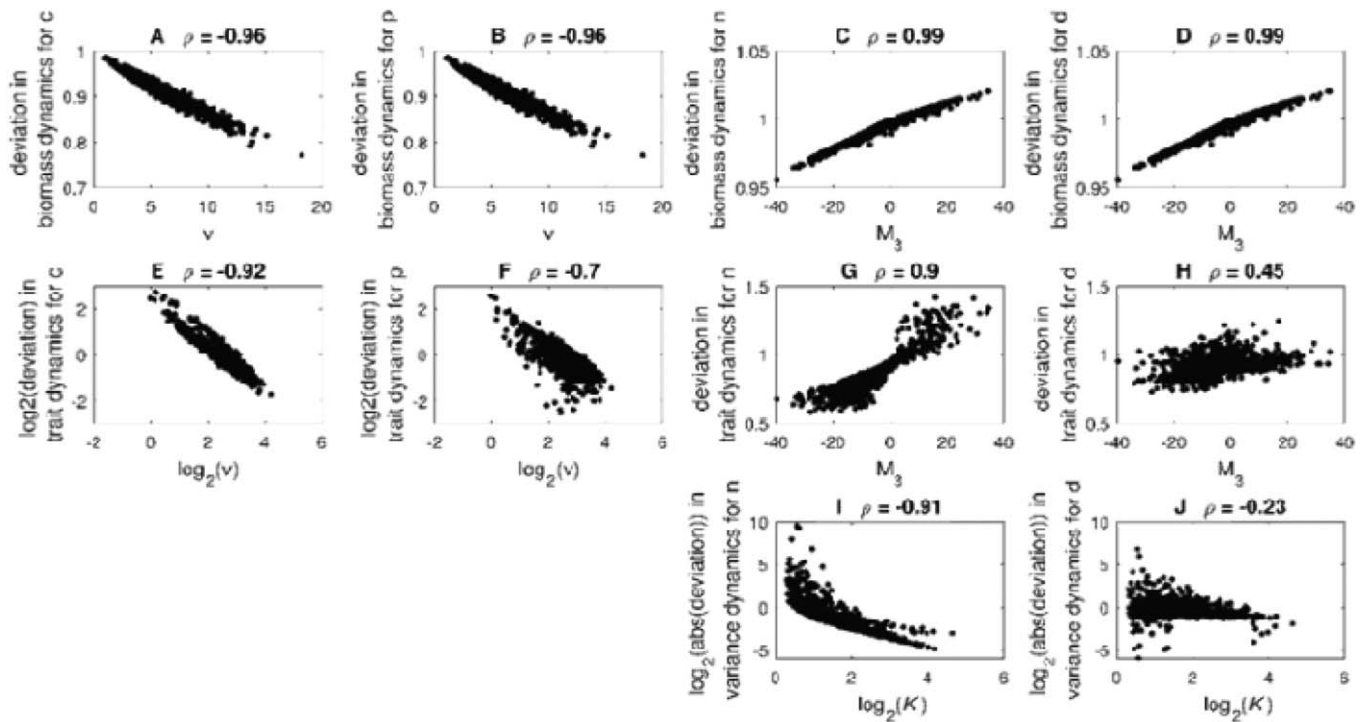 A ρ = -0.96
deviation in
biomass dynamics for c
1
0.9
0.8
0.7
0 5 10 15 20
v
B ρ = -0.96
deviation in
biomass dynamics for p
1
0.9
0.8
0.7
0 5 10 15 20
v
C ρ = 0.99
deviation in
biomass dynamics for n
1.05
1
0.95
-40 -20 0 20 40
M3
D ρ = 0.99
deviation in
biomass dynamics for d
1.05
1
0.95
-40 -20 0 20 40
M3
E ρ = -0.92
log2(deviation) in
trait dynamics for c
2
0
-2
-2 0 2 4 6
log2(v)
F ρ = -0.7
log2(deviation) in
trait dynamics for p
2
0
-2
-2 0 2 4 6
log2(v)
G ρ = 0.9
deviation in
trait dynamics for n
1.5
1
0.5
-40 -20 0 20 40
M3
H ρ = 0.45
deviation in
trait dynamics for d
1.5
1
0.5
-40 -20 0 20 40
M3
I ρ = -0.91
log2(abs(deviation)) in
variance dynamics for n
10
5
0
-5
0 2 4 6
log2(K)
J ρ = -0.23
log2(abs(deviation)) in
variance dynamics for d
10
5
0
-5
0 2 4 6
log2(K)